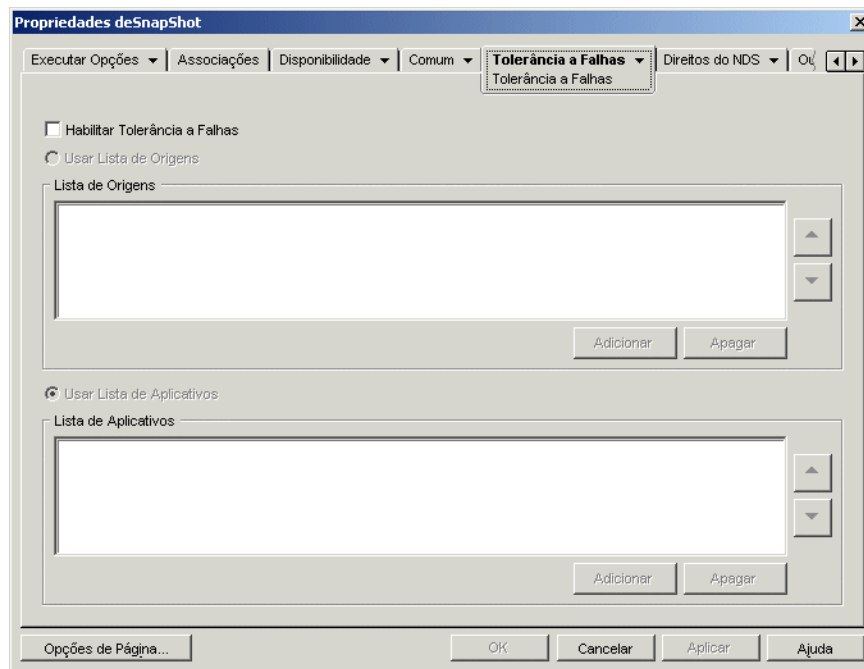 Propriedades deSnapShot
Executar Opções Associações Disponibilidade Comum Tolerância a Falhas Direitos do NDS
Tolerância a Falhas
Habilitar Tolerância a Falhas
Usar Lista de Origens
Lista de Origens
Adicionar Apagar
Usar Lista de Aplicativos
Lista de Aplicativos
Adicionar Apagar
Opções de Página... OK Cancelar Aplicar Ajuda